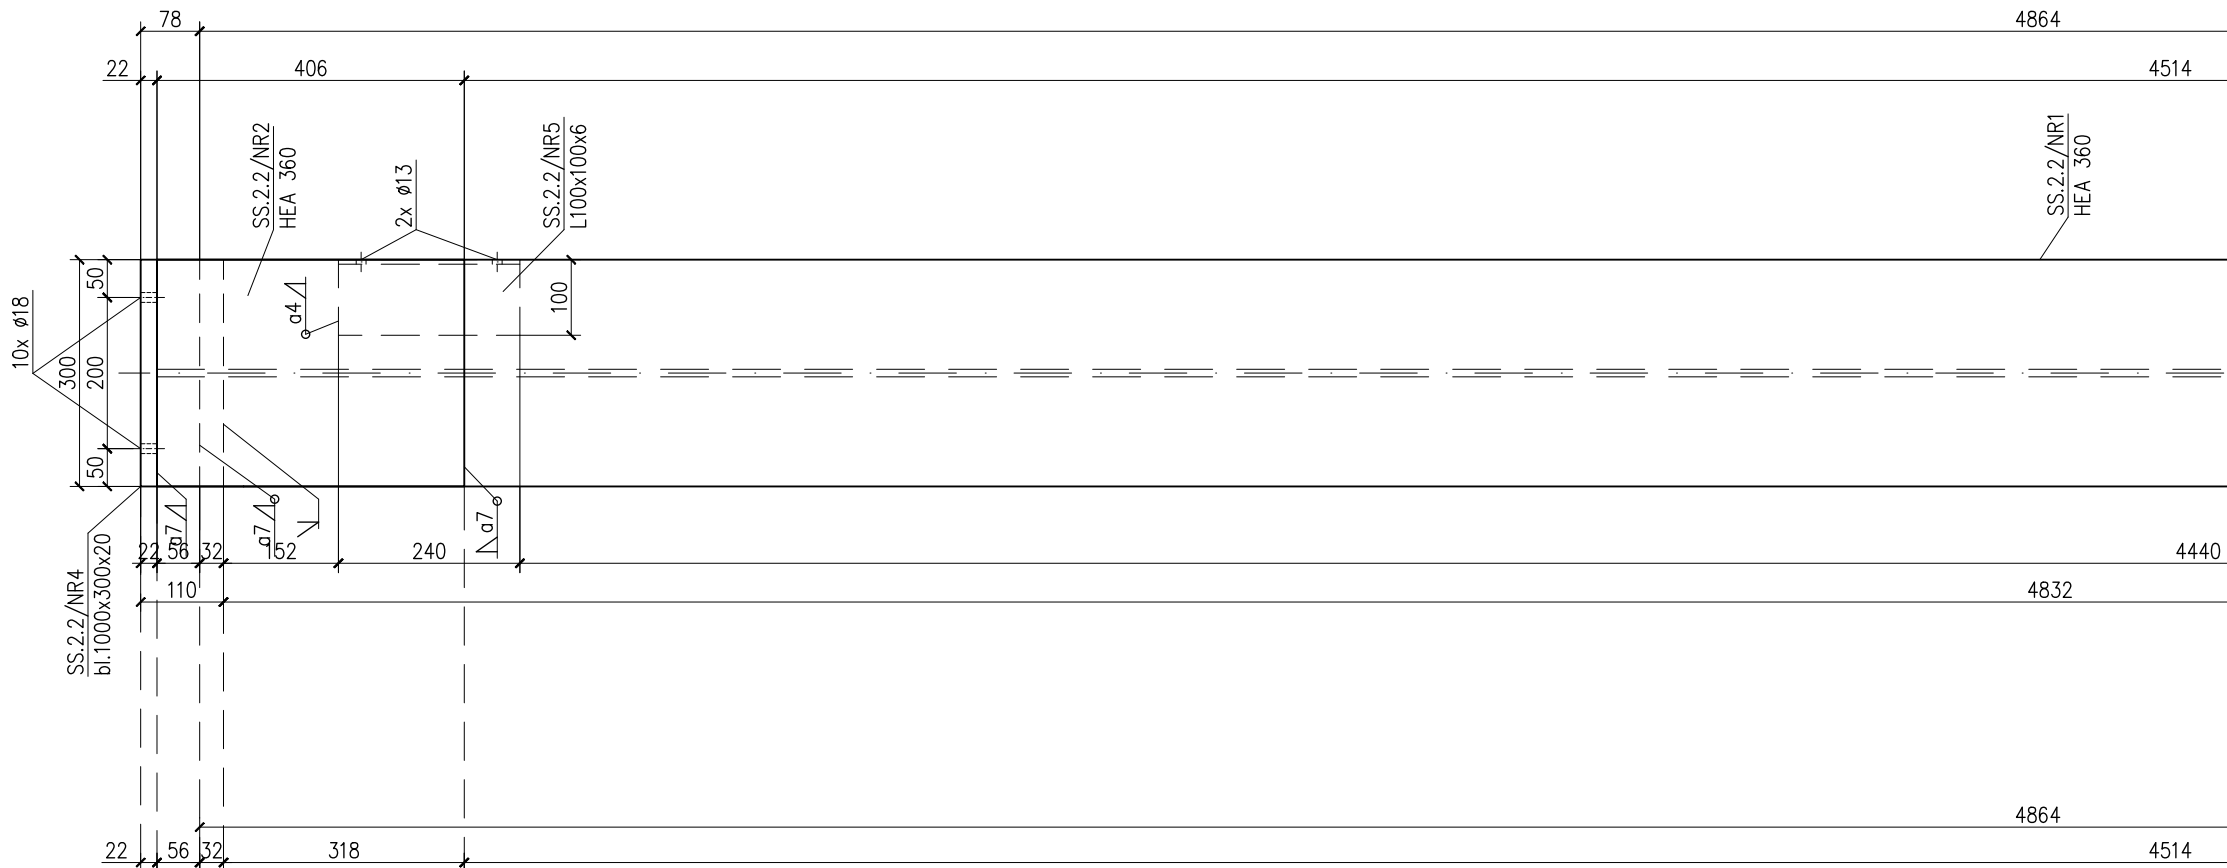 78
4864
22
406
4514
SS.2.2/NR2
HEA 360
2x ø13
SS.2.2/NR5
L100x100x6
SS.2.2/NR1
HEA 360
10x ø18
300
50
200
50
a4
100
a7
a7
a7
22
56
32
152
240
4440
110
4832
SS.2.2/NR4
bl.1000x300x20
4864
22
56
32
318
4514